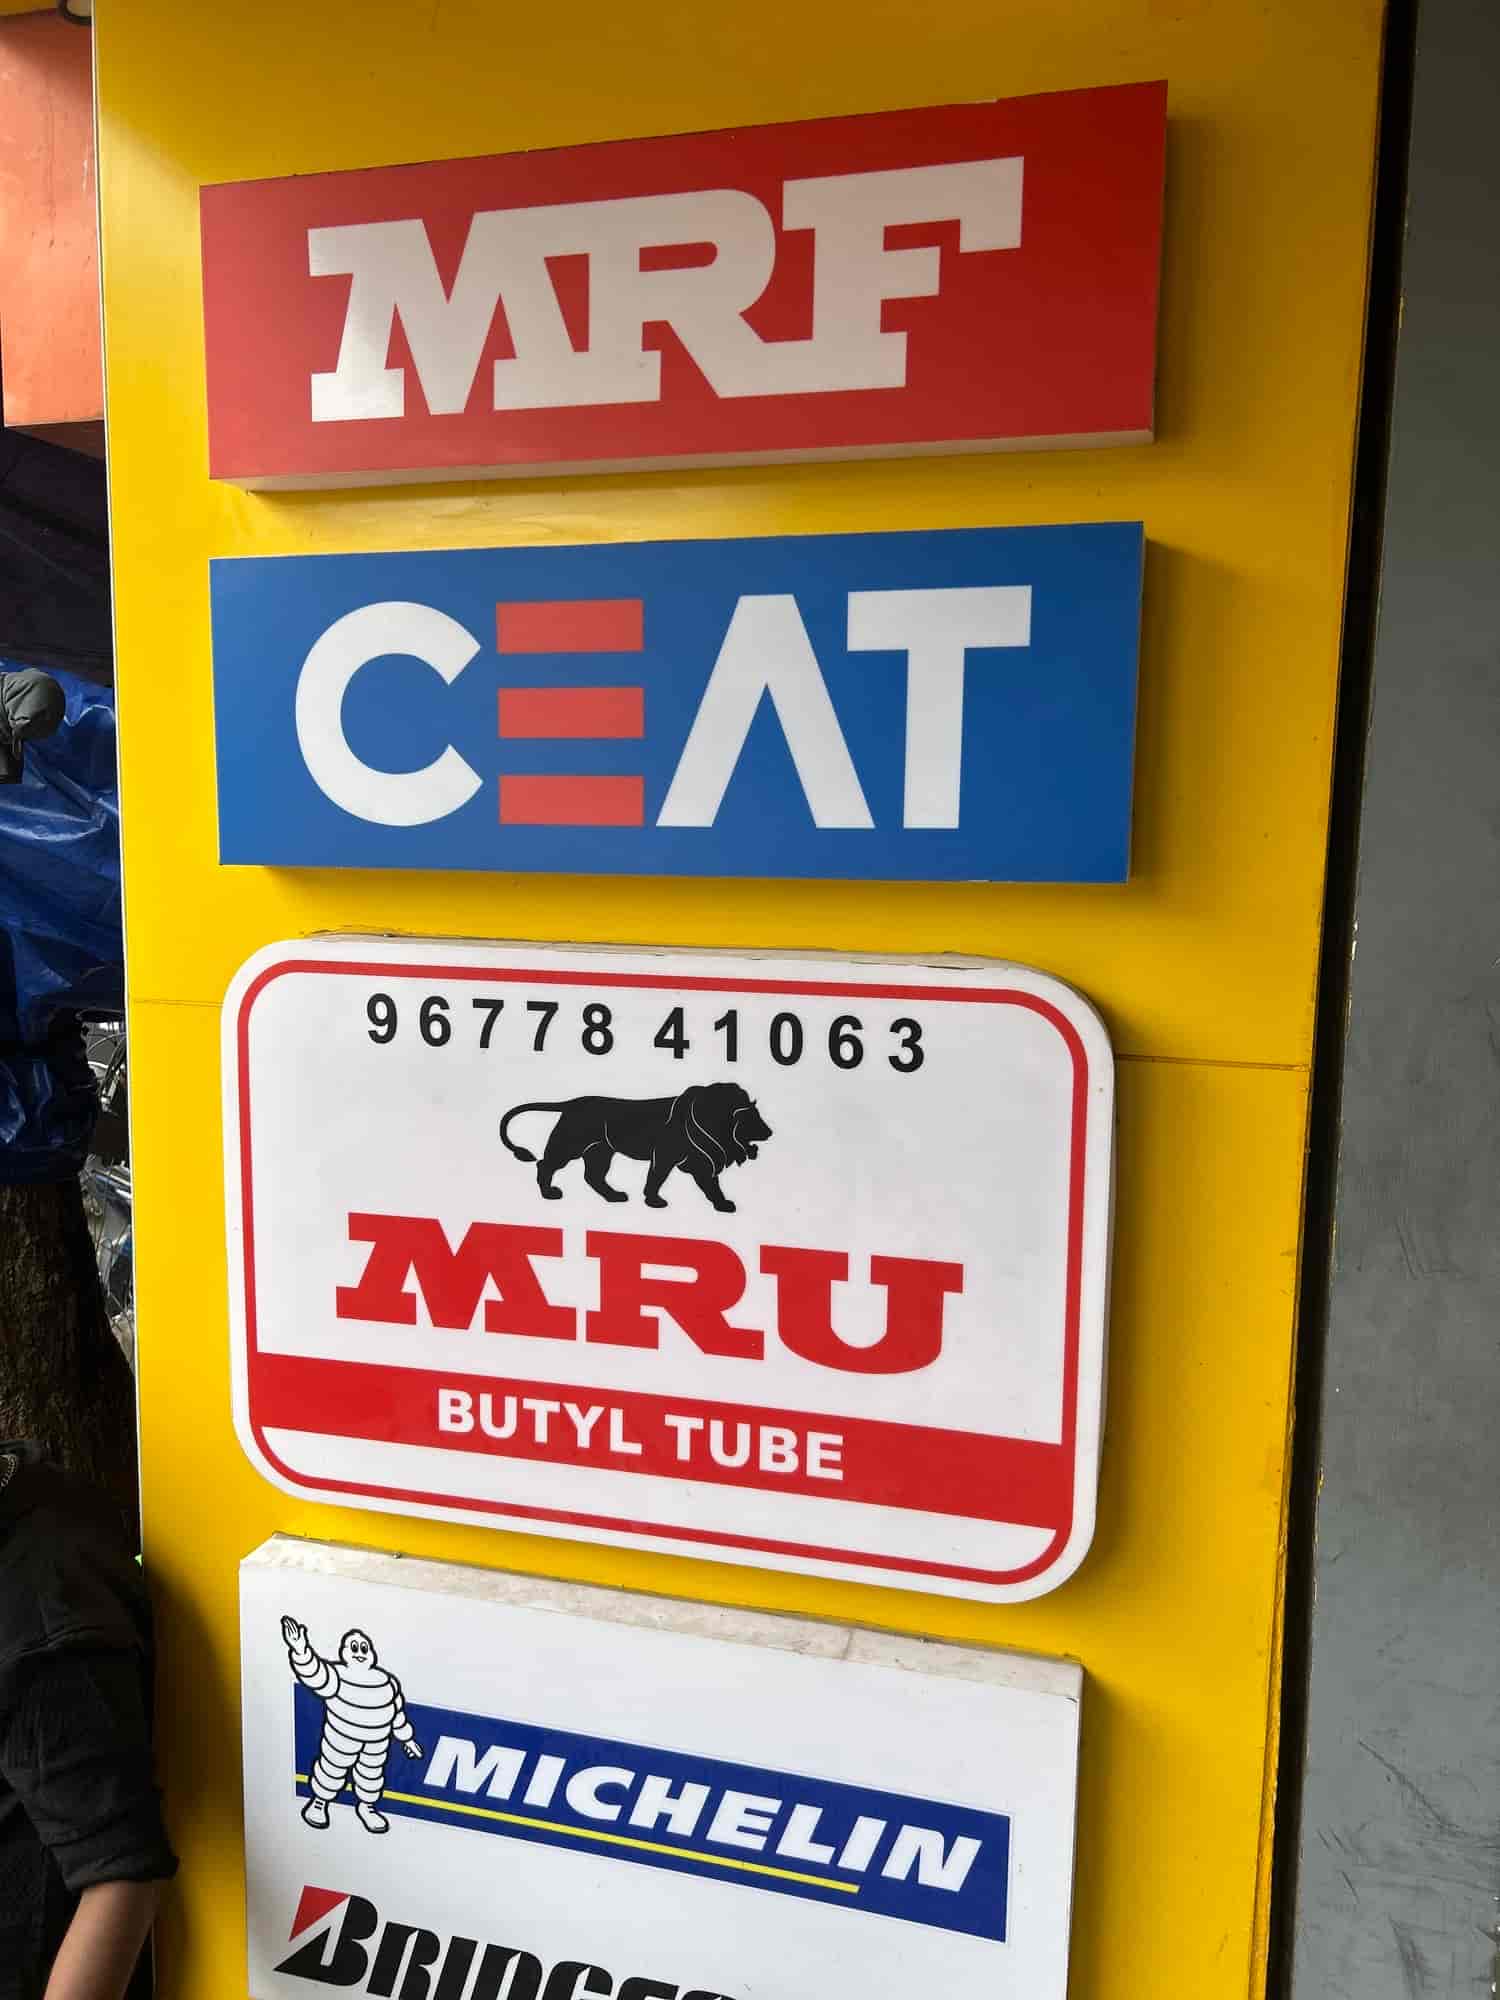 MRF
CEAT
96778 41063
MRU
BUTYL TUBE
MICHELIN